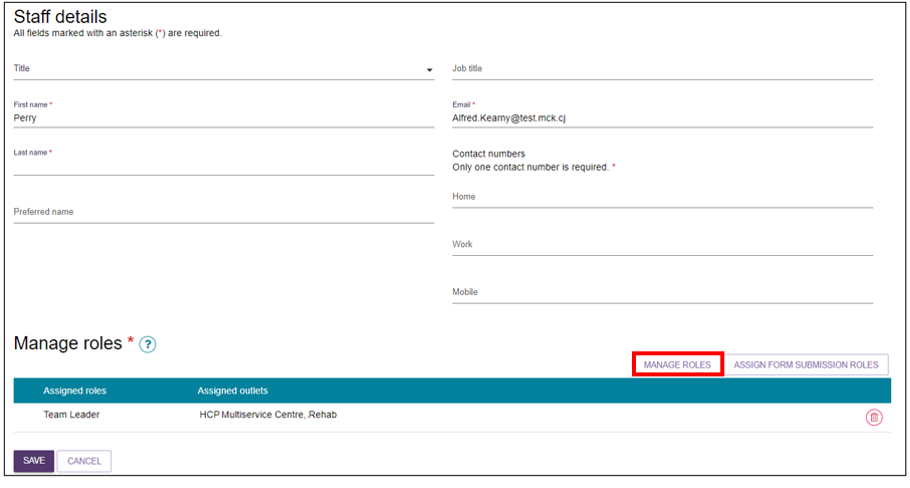 Staff details
All fields marked with an asterisk (*) are required.
Title
Job title
First name *
Perry
Email *
Alfred.Kearny@test.mck.cj
Last name *
Contact numbers
Only one contact number is required. *
Home
Preferred name
Work
Mobile
Manage roles * ?
MANAGE ROLES
ASSIGN FORM SUBMISSION ROLES
Assigned roles
Assigned outlets
Team Leader
HCP Multiservice Centre, Rehab
SAVE
CANCEL